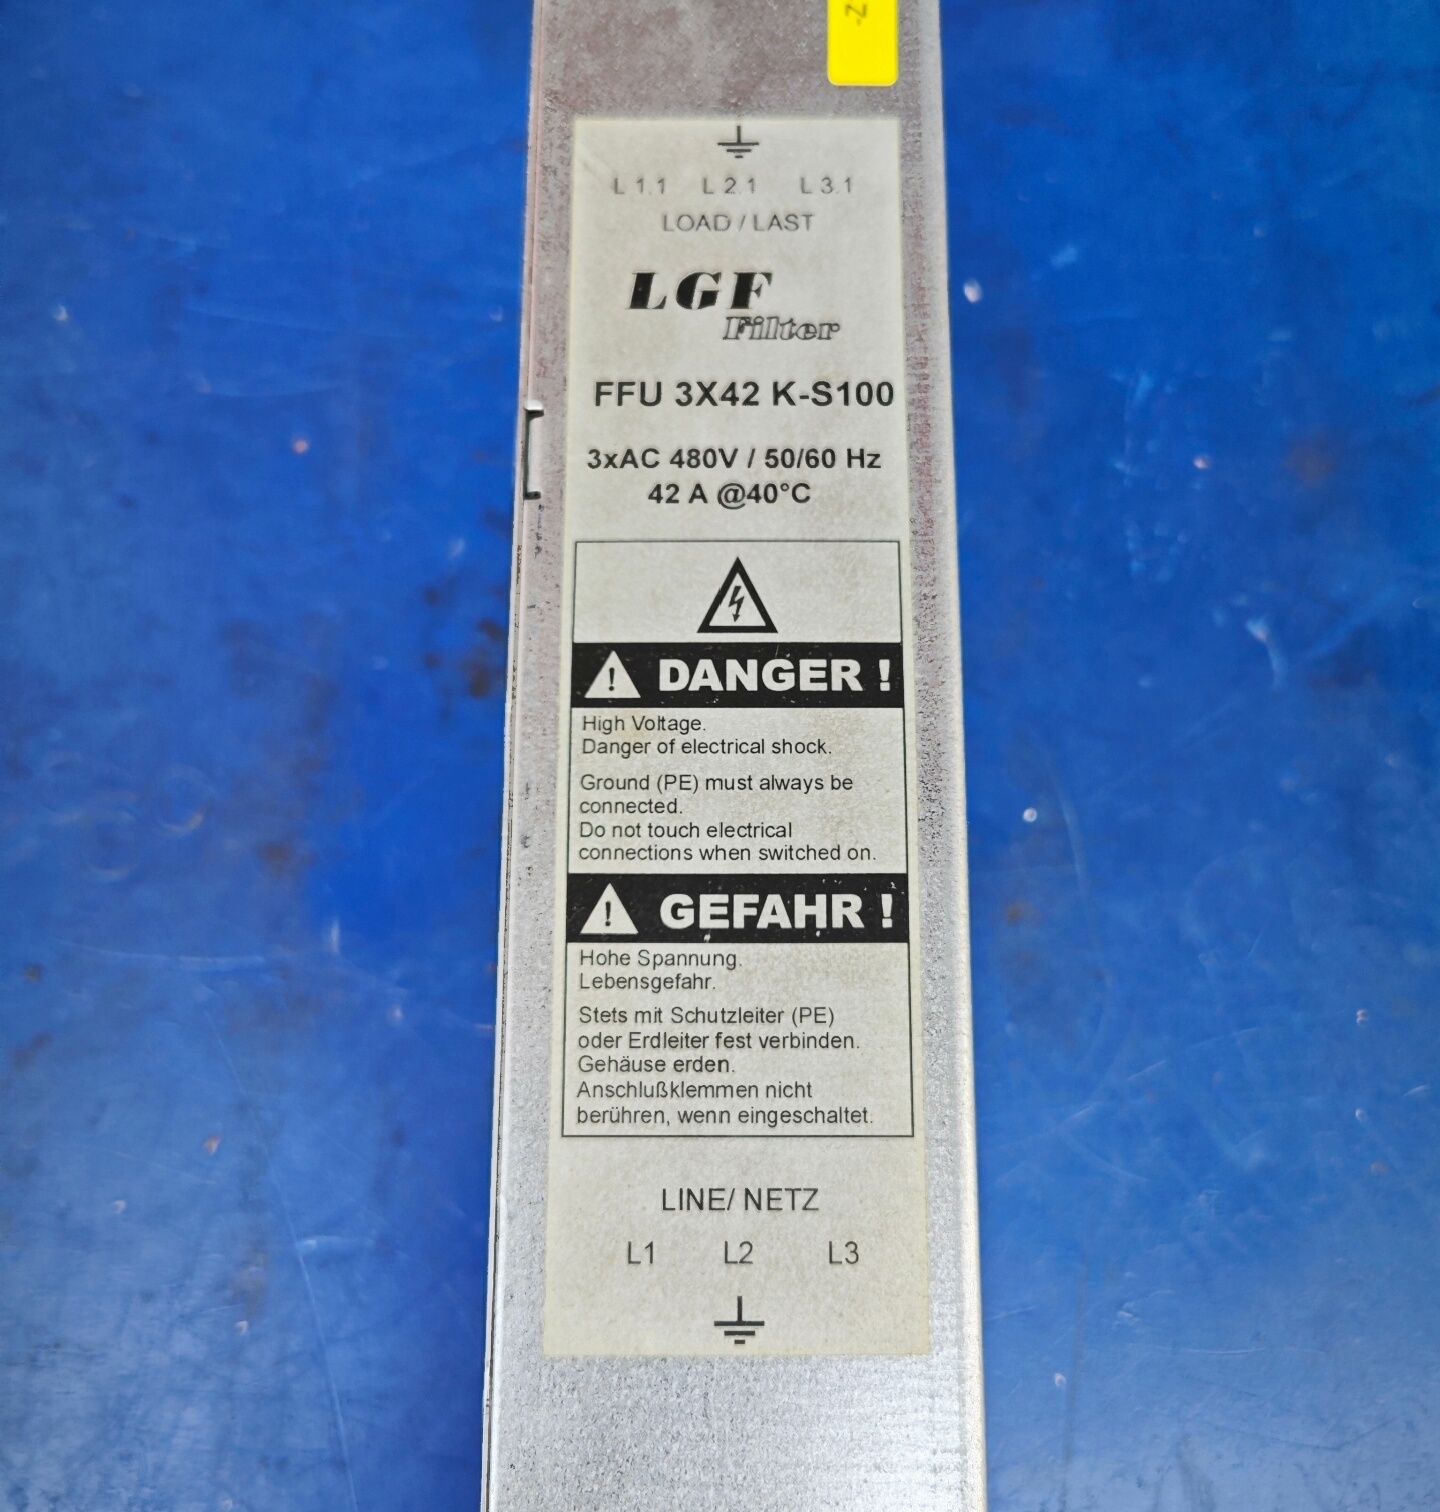 -Z
L 1.1 L 2.1 L 3.1
LOAD / LAST
LGF
Filter
FFU 3X42 K-S100
3xAC 480V / 50/60 Hz
42 A @40°C
DANGER !
High Voltage.
Danger of electrical shock.
Ground (PE) must always be
connected.
Do not touch electrical
connections when switched on.
GEFAHR !
Hohe Spannung.
Lebensgefahr.
Stets mit Schutzleiter (PE)
oder Erdleiter fest verbinden.
Gehäuse erden.
Anschlußklemmen nicht
berühren, wenn eingeschaltet.
LINE/ NETZ
L1 L2 L3